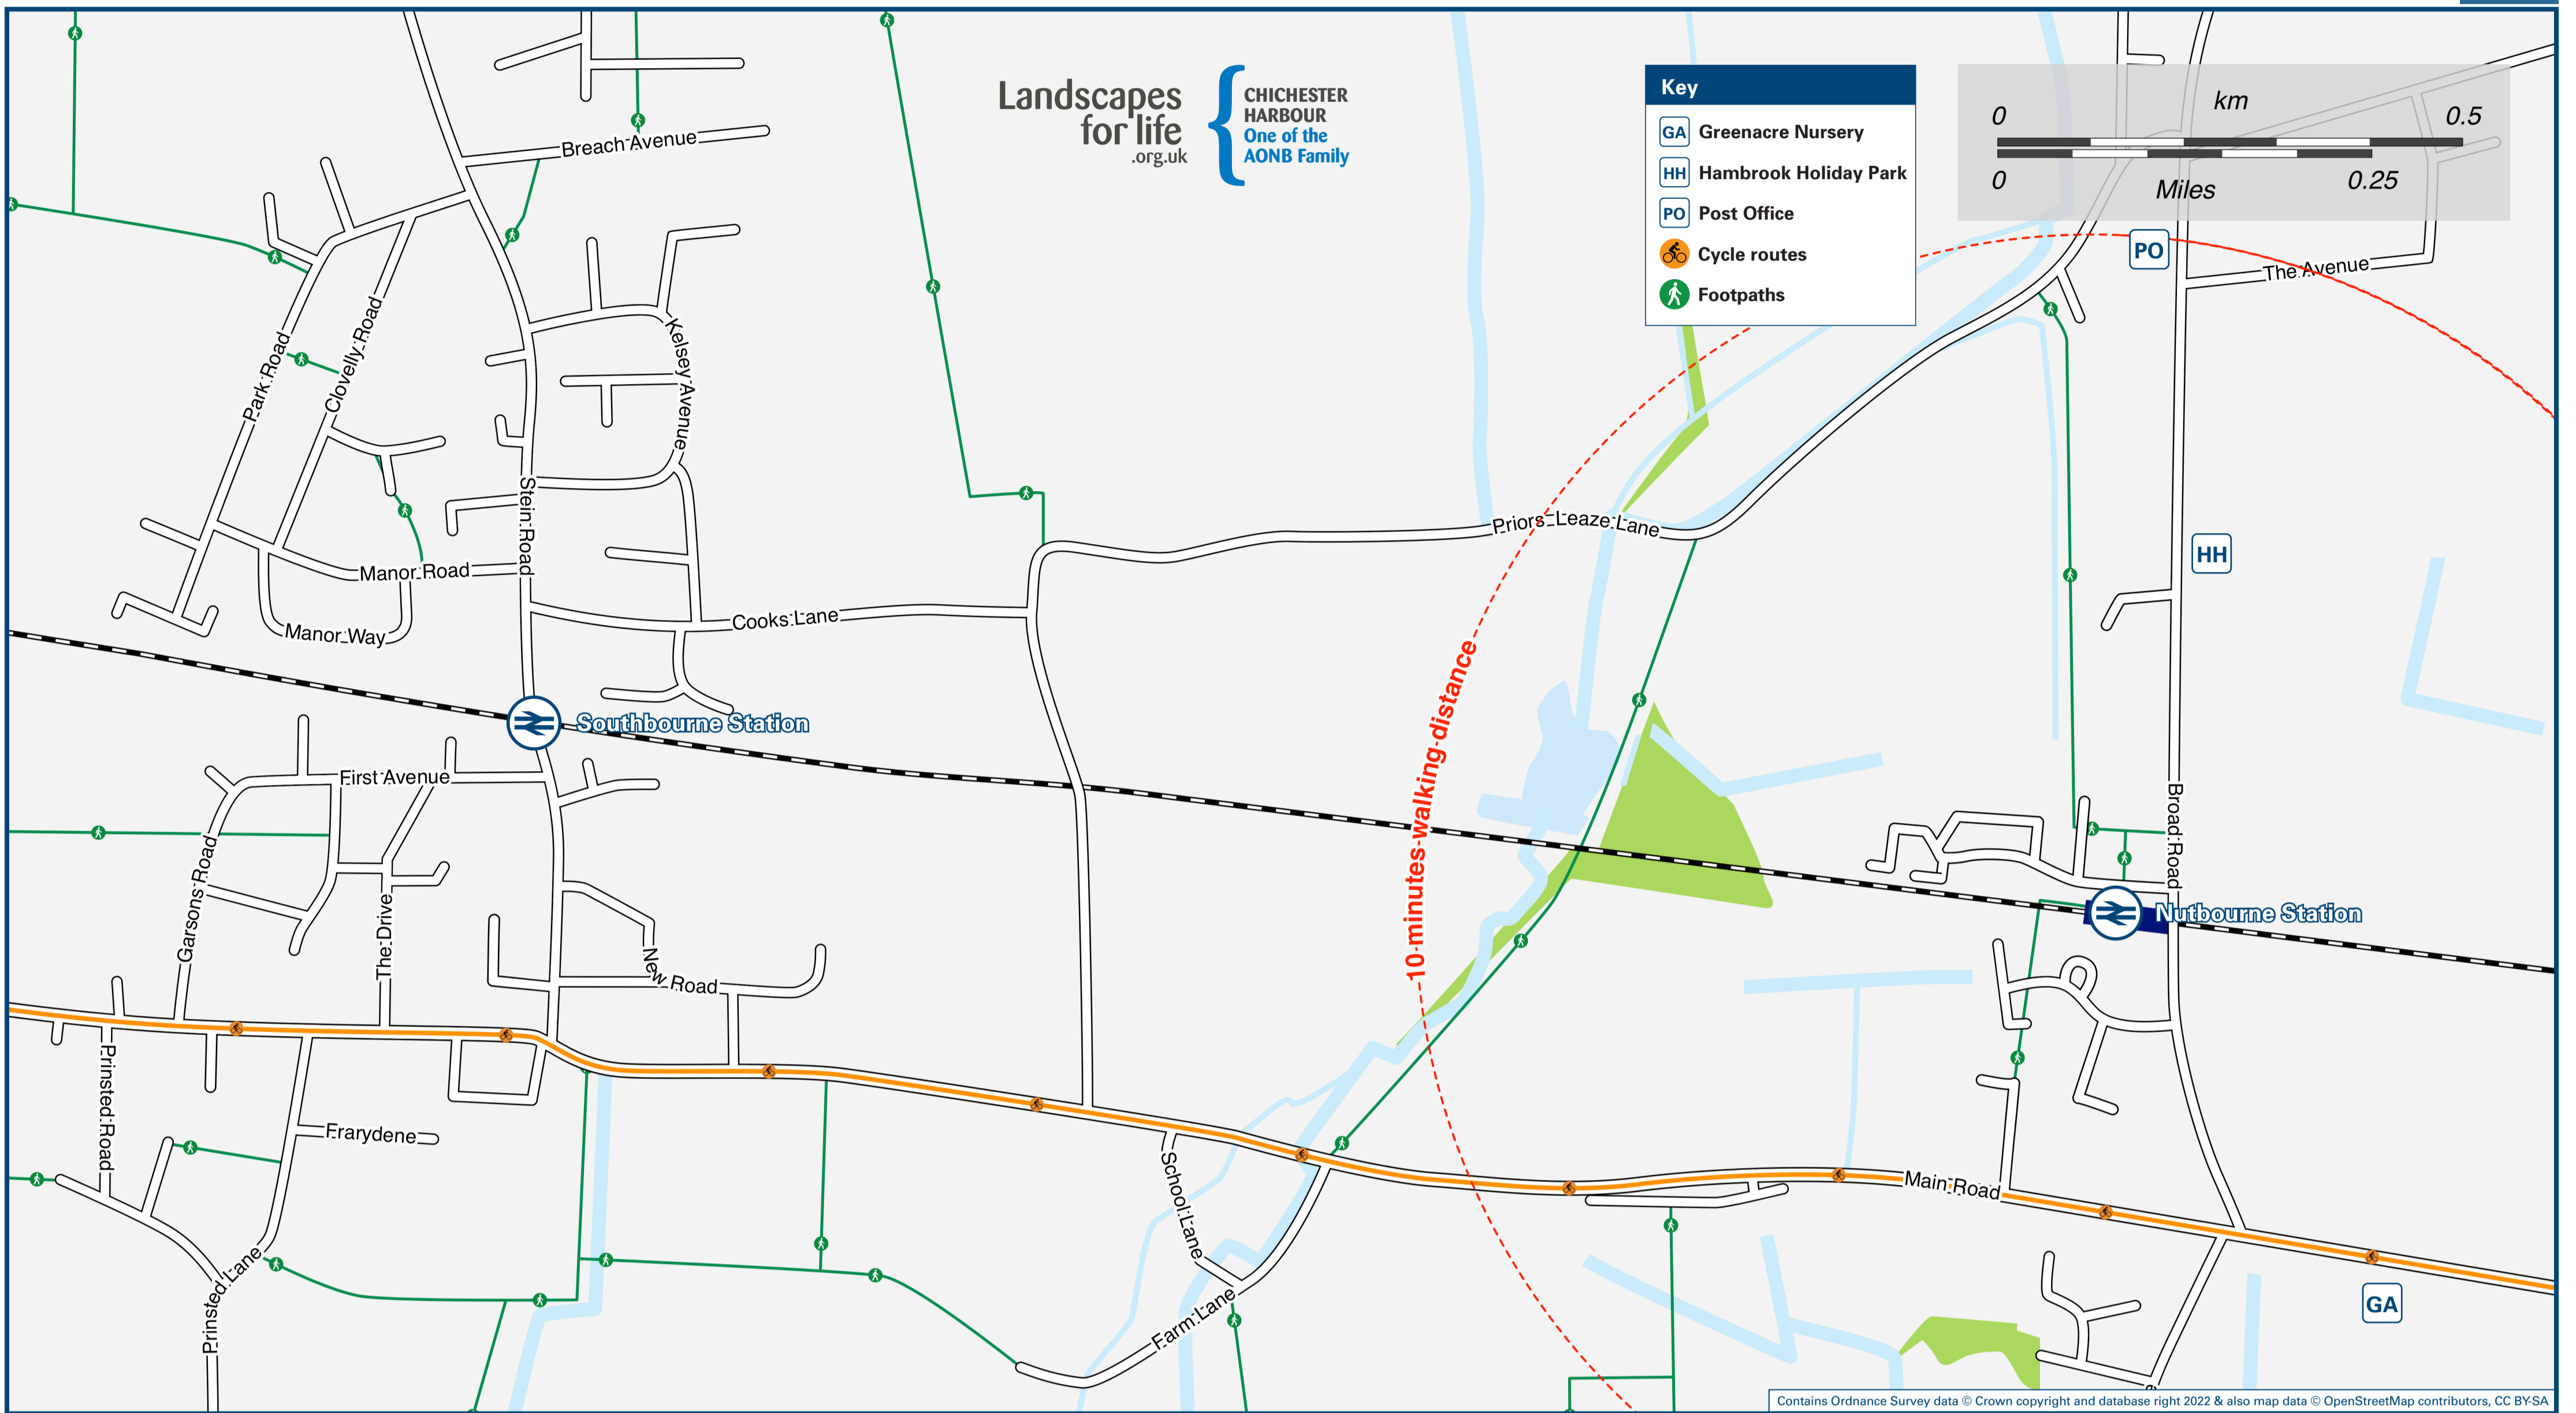 Landscapes
for life
.org.uk
CHICHESTER
HARBOUR
One of the
AONB Family
Key
GA Greenacre Nursery
HH Hambrook Holiday Park
PO Post Office
Cycle routes
Footpaths
0 km 0.5
0 Miles 0.25
Breach Avenue
PO
The Avenue
Park Road
Clovelly Road
Kelsey Avenue
Stein Road
Priors Leaze Lane
HH
Manor Road
Manor Way
Cooks Lane
10 minutes walking distance
Southbourne Station
First Avenue
Garsons Road
The Drive
New Road
Broad Road
Nutbourne Station
Prinsted Road
Frarydene
School Lane
Main Road
Prinsted Lane
Farm Lane
GA
Contains Ordnance Survey data © Crown copyright and database right 2022 & also map data © OpenStreetMap contributors, CC BY-SA